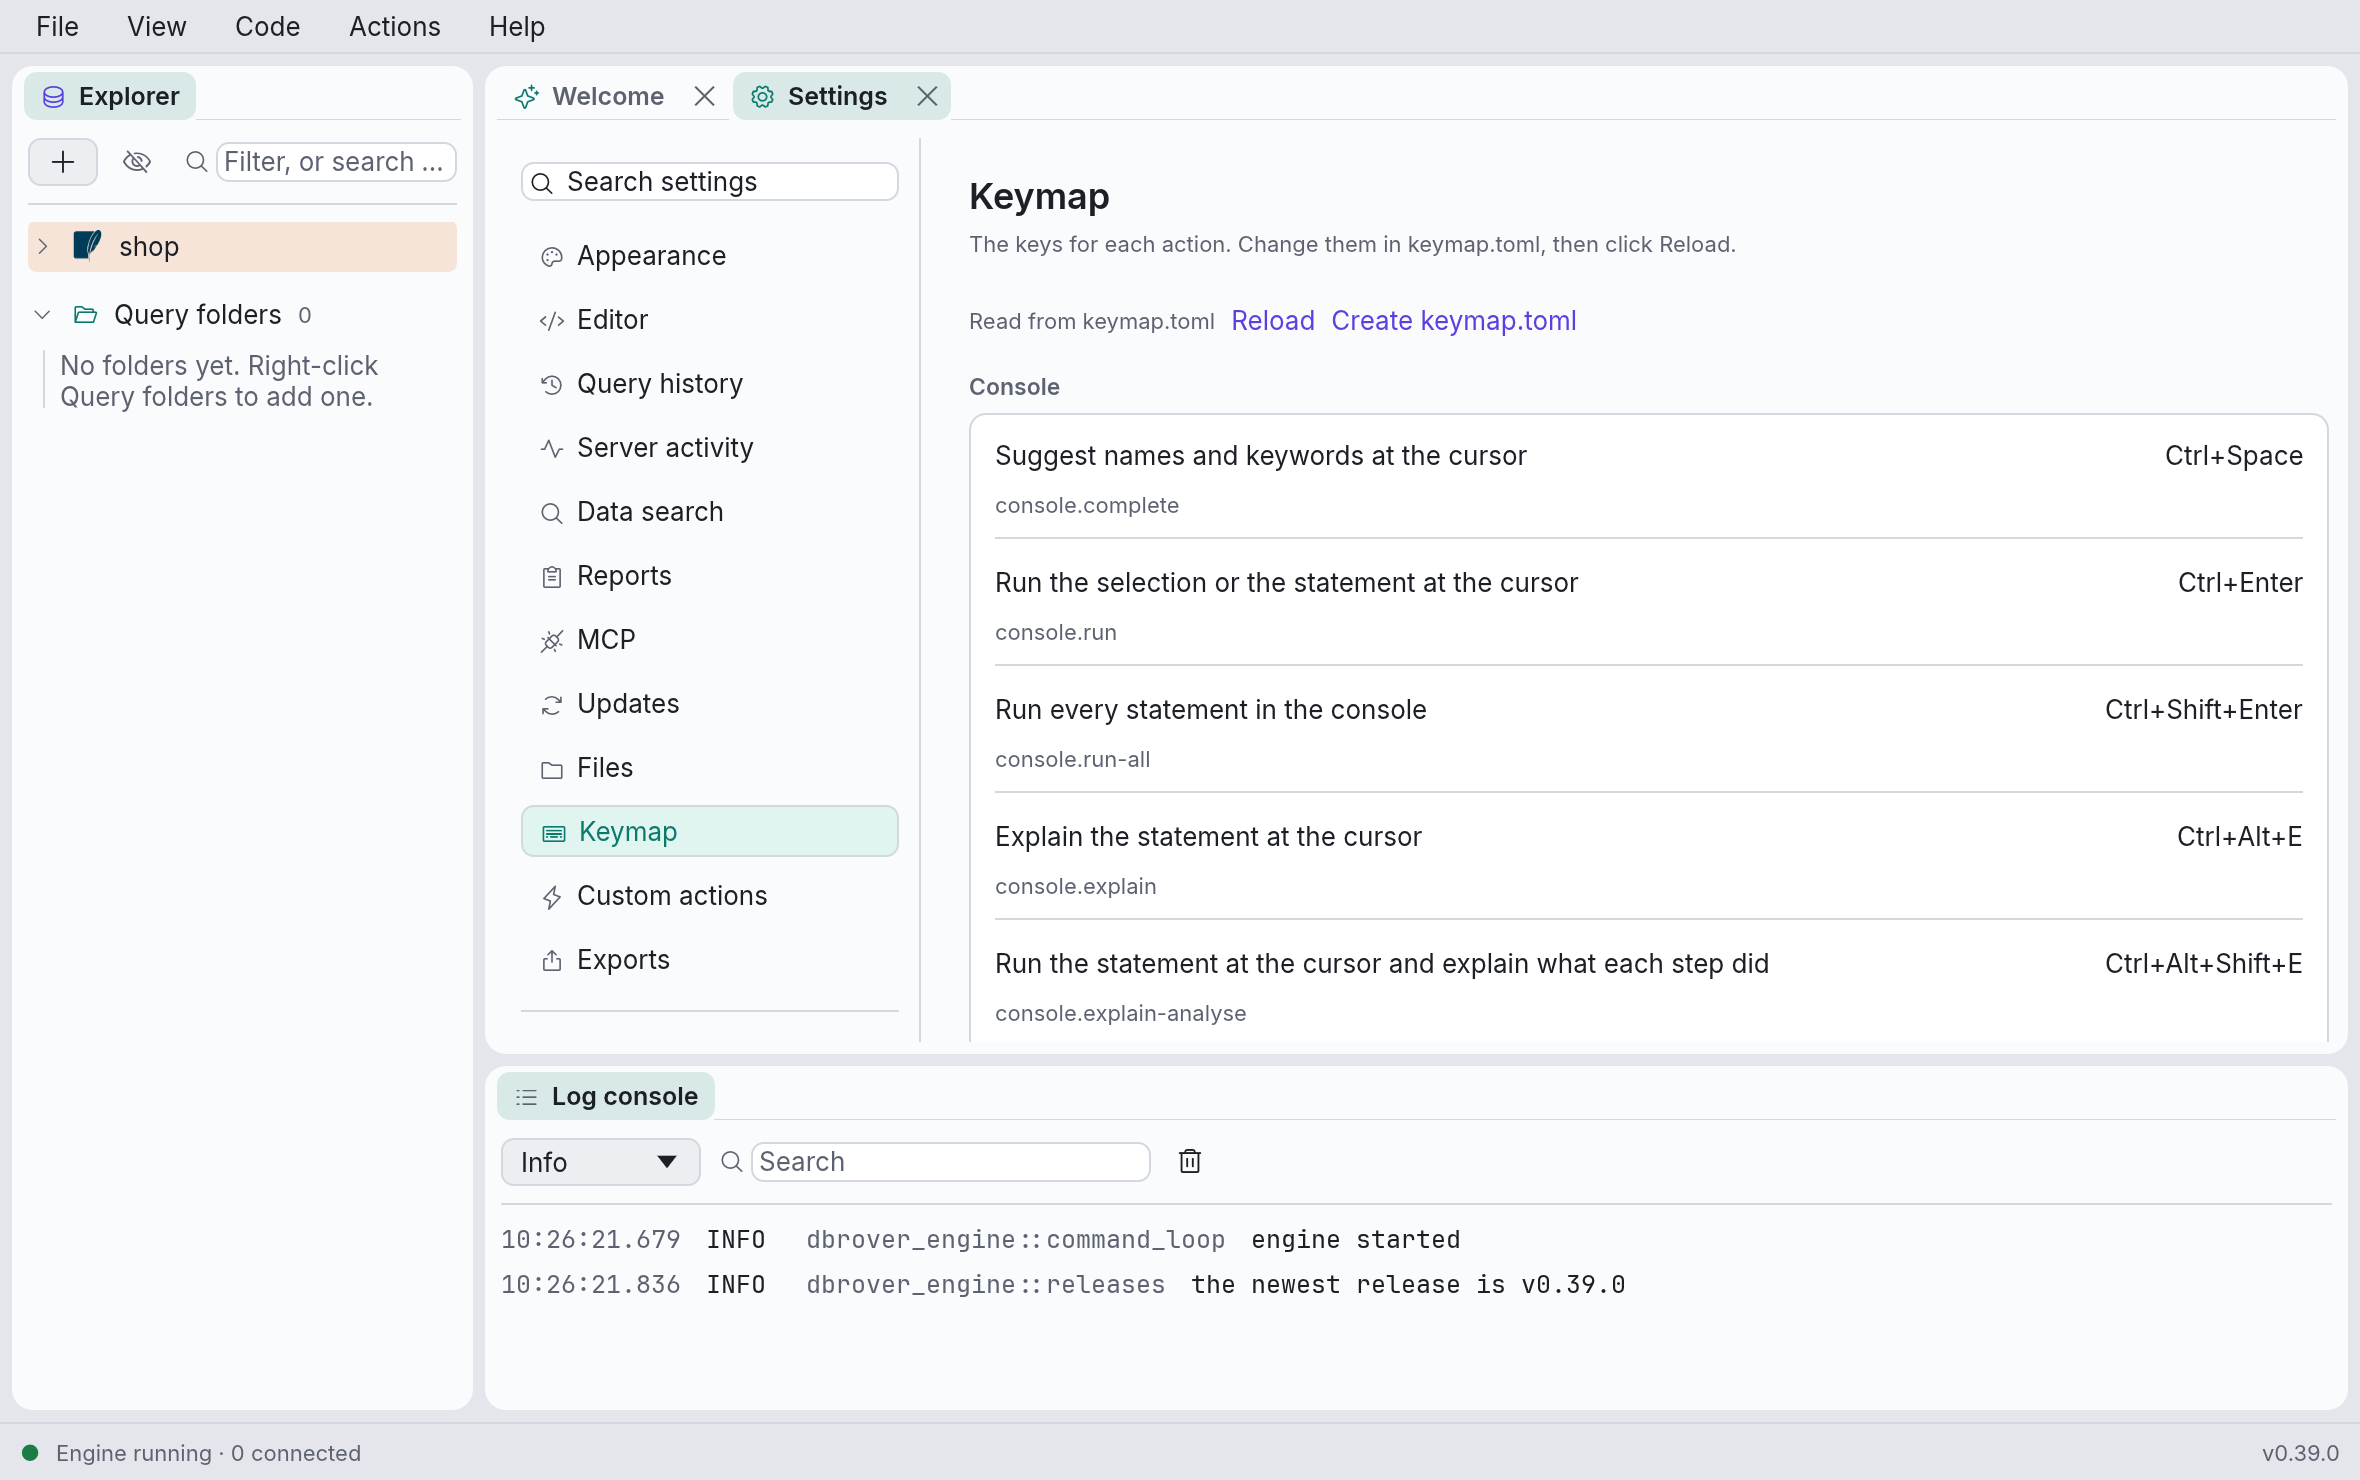 File View Code Actions Help
Explorer
Filter, or search ...
shop
Query folders 0
No folders yet. Right-click
Query folders to add one.
Welcome
Settings
Search settings
Appearance
Editor
Query history
Server activity
Data search
Reports
MCP
Updates
Files
Keymap
Custom actions
Exports
Keymap
The keys for each action. Change them in keymap.toml, then click Reload.
Read from keymap.toml Reload Create keymap.toml
Console
Suggest names and keywords at the cursor Ctrl+Space
console.complete
Run the selection or the statement at the cursor Ctrl+Enter
console.run
Run every statement in the console Ctrl+Shift+Enter
console.run-all
Explain the statement at the cursor Ctrl+Alt+E
console.explain
Run the statement at the cursor and explain what each step did Ctrl+Alt+Shift+E
console.explain-analyse
Log console
Info
Search
10:26:21.679 INFO dbrover_engine::command_loop engine started
10:26:21.836 INFO dbrover_engine::releases the newest release is v0.39.0
Engine running · 0 connected
v0.39.0